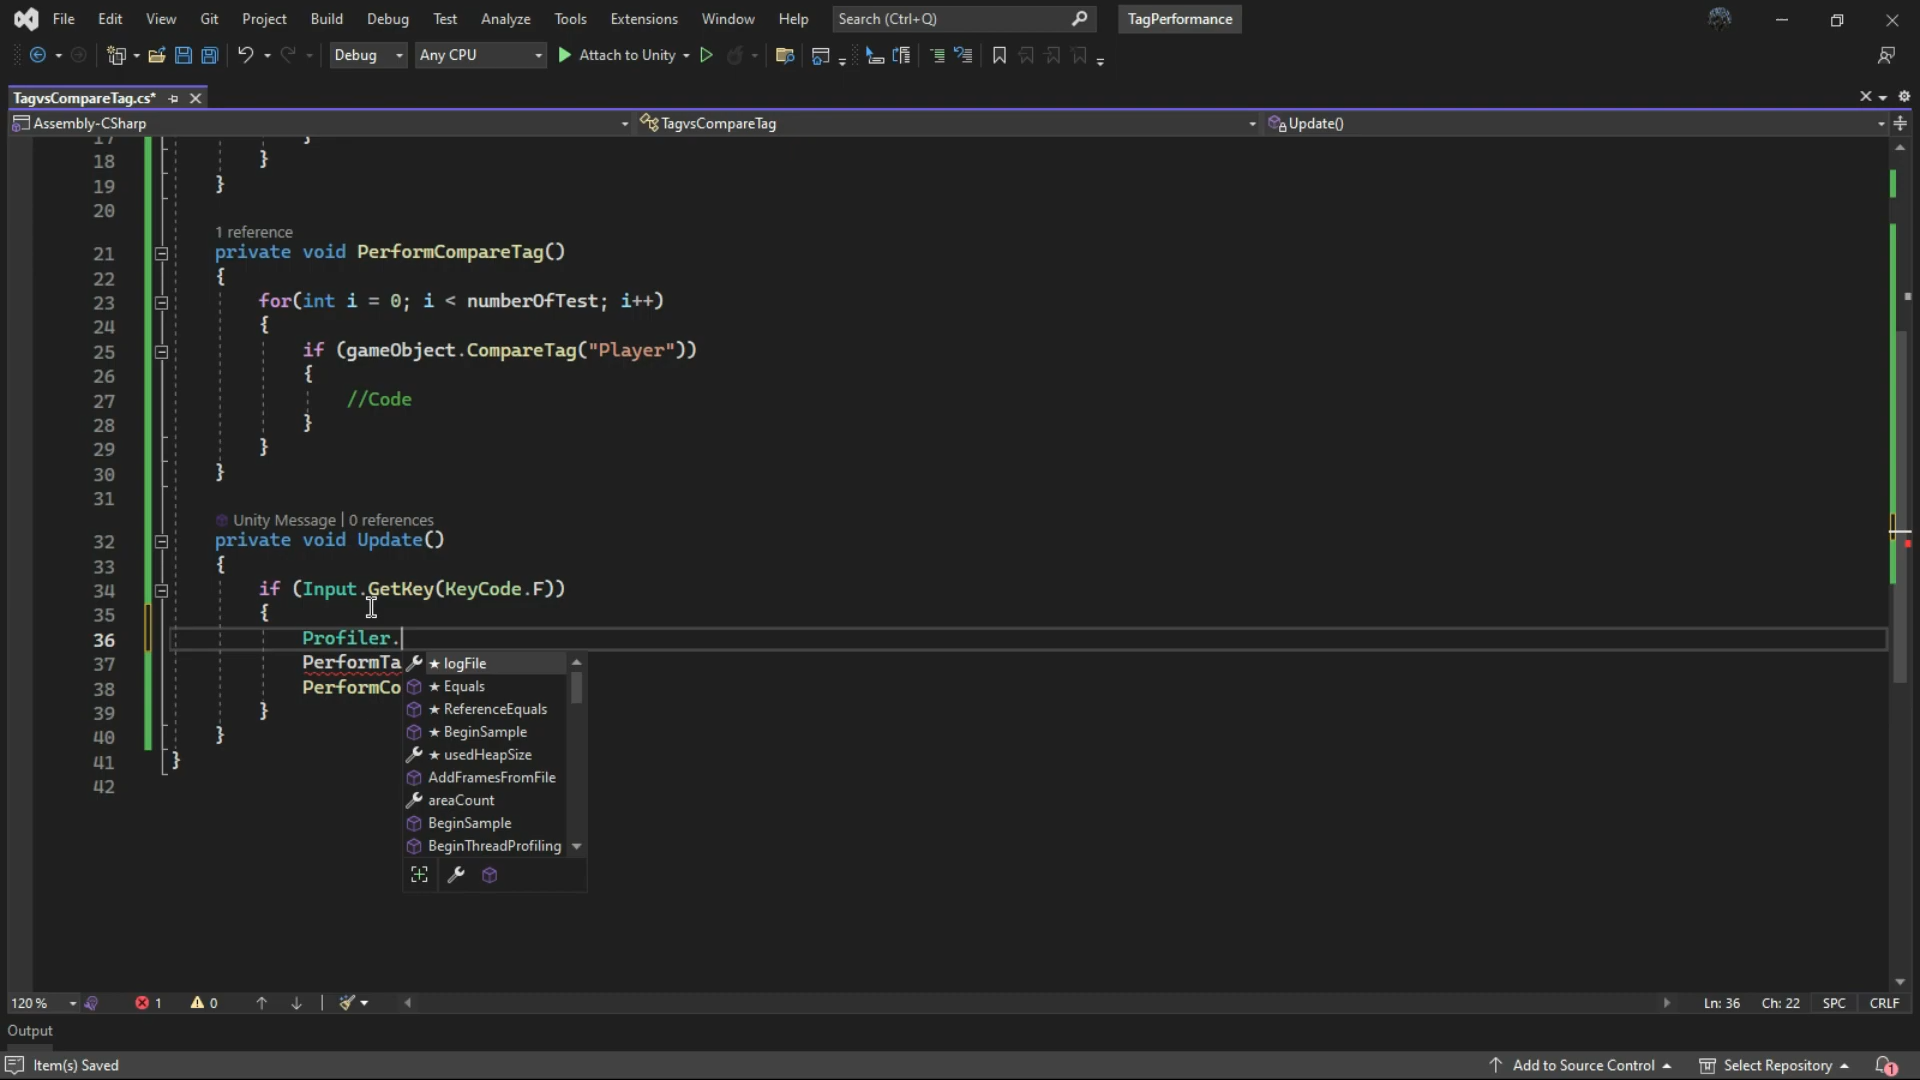 File Edit View Git Project Build Debug Test Analyze Tools Extensions Window Help Search (Ctrl+Q) TagPerformance
Debug Any CPU Attach to Unity
TagvsCompareTag.cs*
Assembly-CSharp TagvsCompareTag Update()
17 }
18 }
19 }
20
1 reference
21 private void PerformCompareTag()
22 {
23 for(int i = 0; i < numberOfTest; i++)
24 {
25 if (gameObject.CompareTag("Player"))
26 {
27 //Code
28 }
29 }
30 }
31
Unity Message | 0 references
32 private void Update()
33 {
34 if (Input.GetKey(KeyCode.F))
35 {
36 Profiler.
37 PerformTa ★ logFile
★ Equals
38 PerformCo
★ ReferenceEquals
39 }
★ BeginSample
40 }
★ usedHeapSize
41 }
AddFramesFromFile
42
areaCount
BeginSample
BeginThreadProfiling
120 % 1 0 Ln: 36 Ch: 22 SPC CRLF
Output
Item(s) Saved Add to Source Control Select Repository 1